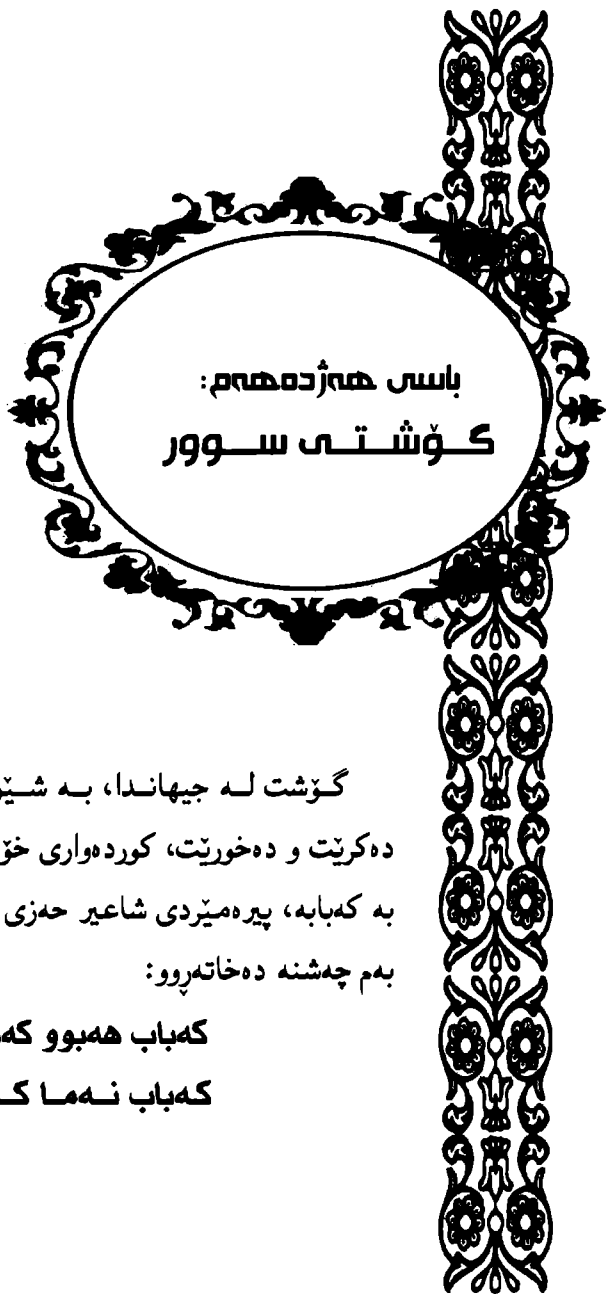 باسی هەژدەهەم:
گۆشتی سوور
گۆشت لە جیهاندا، بە
دەکرێت و دەخورێت، کوردەواری
بە کەبابە، پیرەمێردی شاعیر حەزی
بەم چەشنە دەخاتەڕوو:
کەباب هەبوو
کەباب نەما